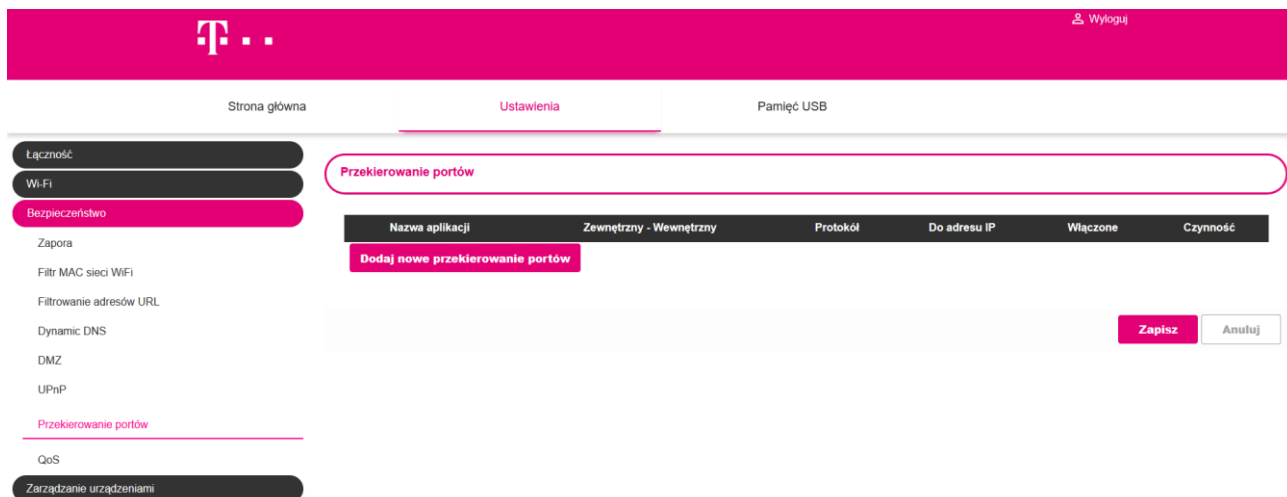 T
Wyloguj
Strona główna Ustawienia Pamięć USB
Łączność
Wi-Fi
Bezpieczeństwo
Zapora
Filtr MAC sieci WiFi
Filtrowanie adresów URL
Dynamic DNS
DMZ
UPnP
Przekierowanie portów
QoS
Zarządzanie urządzeniami
Przekierowanie portów
Nazwa aplikacji Zewnętrzny - Wewnętrzny Protokół Do adresu IP Włączone Czynność
Dodaj nowe przekierowanie portów
Zapisz Anuluj